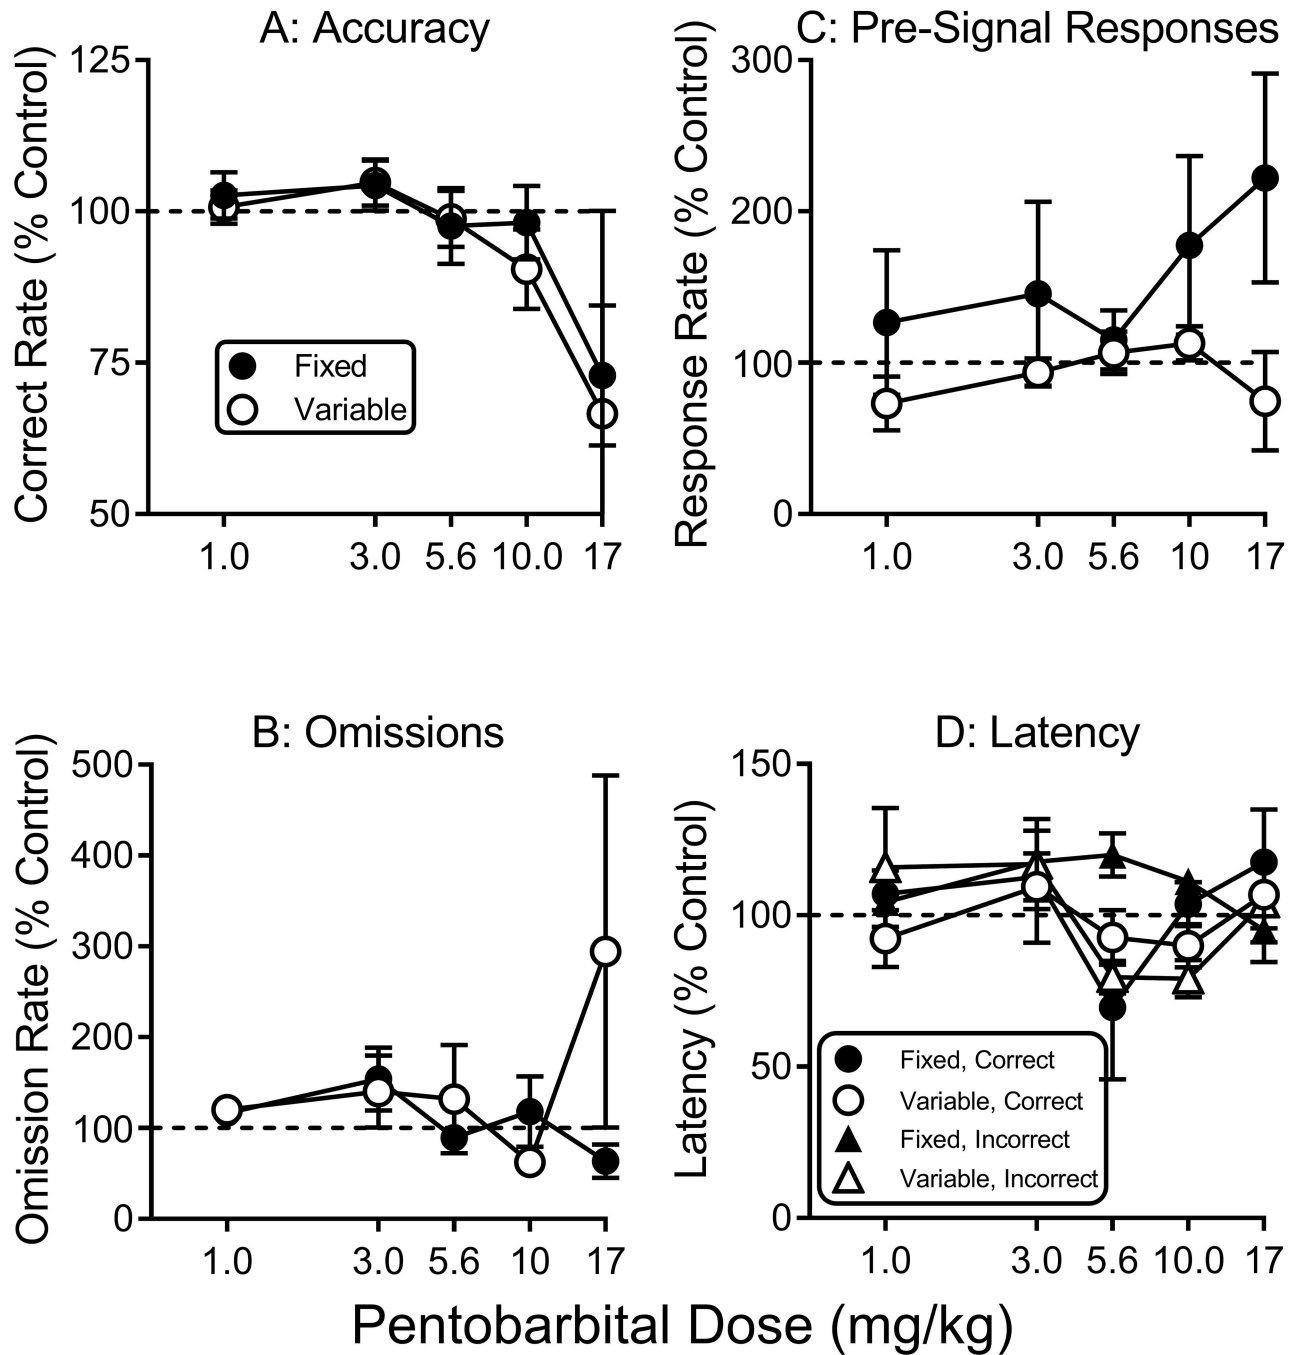 A: Accuracy
Correct Rate (% Control)
125
100
75
50
Fixed
Variable
1.0 3.0 5.6 10.0 17
C: Pre-Signal Responses
Response Rate (% Control)
300
200
100
0
1.0 3.0 5.6 10 17
B: Omissions
Omission Rate (% Control)
500
400
300
200
100
0
1.0 3.0 5.6 10 17
D: Latency
Latency (% Control)
150
100
50
0
Fixed, Correct
Variable, Correct
Fixed, Incorrect
Variable, Incorrect
1.0 3.0 5.6 10.0 17
Pentobarbital Dose (mg/kg)